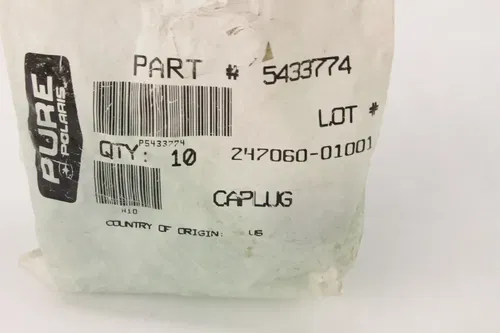 PURE
POLARIS
PART # 5433774
LOT #
P5433774
QTY: 10 247060-01001
CAPLUG
COUNTRY OF ORIGIN: US